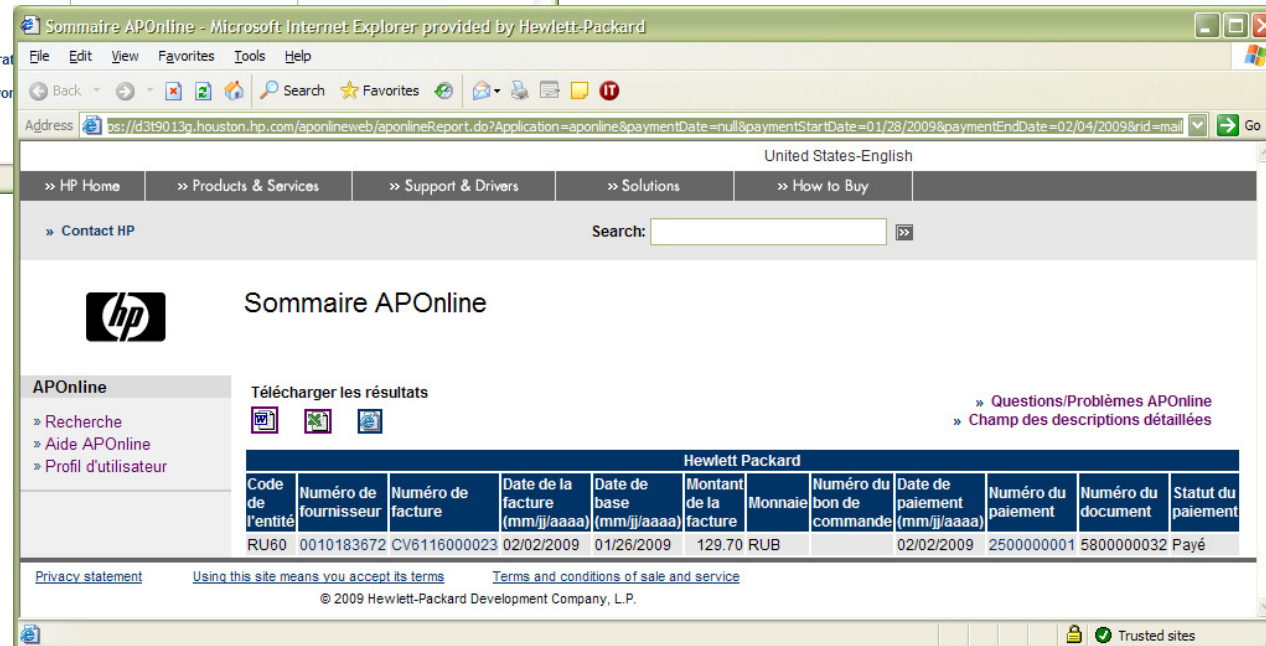 Sommaire APOnline - Microsoft Internet Explorer provided by Hewlett-Packard
File Edit View Favorites Tools Help
Back Search Favorites
Address ps://d3t9013g.houston.hp.com/aponlineweb/aponlineReport.do?Application=aponline&paymentDate=null&paymentStartDate=01/28/2009&paymentEndDate=02/04/2009&rid=mail Go
United States-English
» HP Home » Products & Services » Support & Drivers » Solutions » How to Buy
» Contact HP Search: »
hp Sommaire APOnline
APOnline
» Recherche
» Aide APOnline
» Profil d'utilisateur
Télécharger les résultats
» Questions/Problèmes APOnline
» Champ des descriptions détaillées
Hewlett Packard
Code de l'entité Numéro de fournisseur Numéro de facture Date de la facture (mm/jj/aaaa) Date de base (mm/jj/aaaa) Montant de la facture Monnaie Numéro du bon de commande Date de paiement (mm/jj/aaaa) Numéro du paiement Numéro du document Statut du paiement
RU60 0010183672 CV6116000023 02/02/2009 01/26/2009 129.70 RUB 02/02/2009 2500000001 5800000032 Payé
Privacy statement Using this site means you accept its terms Terms and conditions of sale and service
© 2009 Hewlett-Packard Development Company, L.P.
Trusted sites